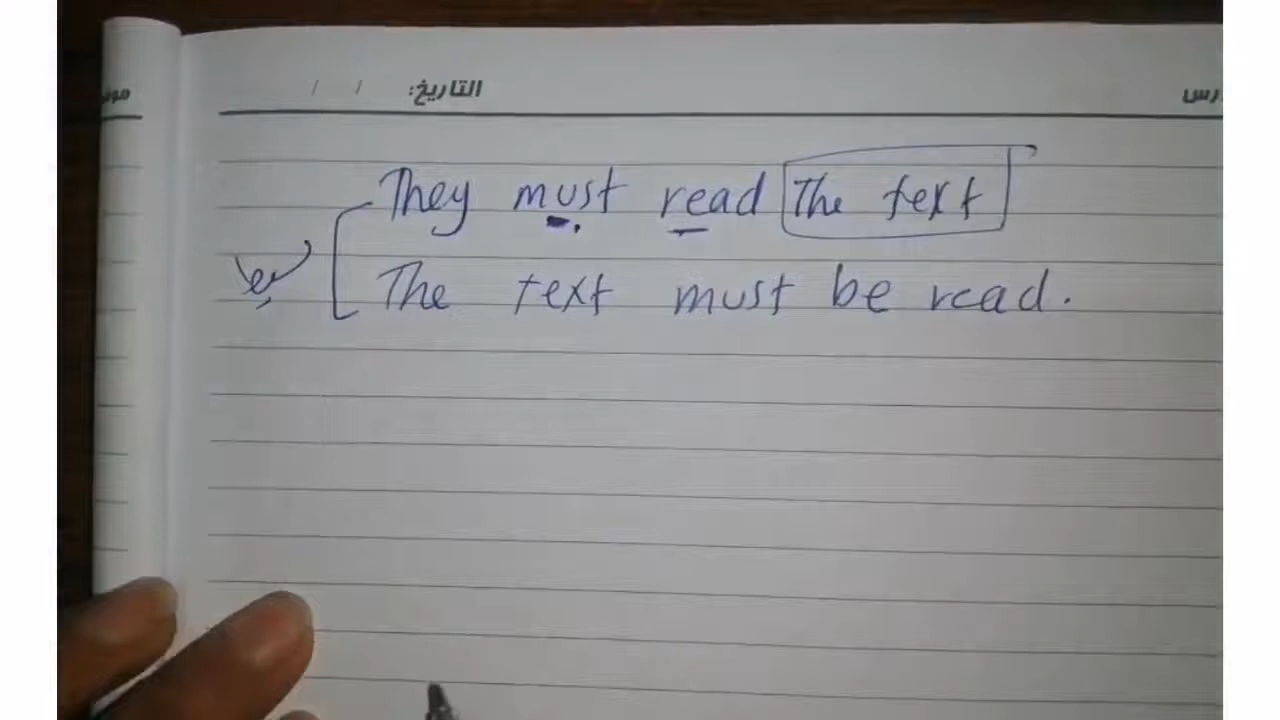 التاريخ: / /
They must read The text
The text must be read.